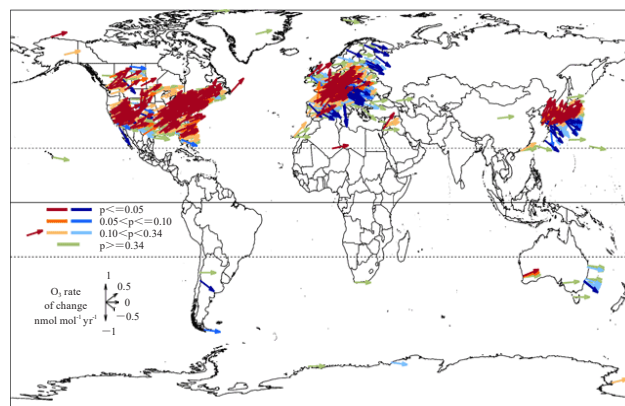 p<=0.05
0.05<p<=0.10
0.10<p<0.34
p>=0.34
1
0.5
O₃ rate
of change
0
nmol mol⁻¹ yr⁻¹
−0.5
−1